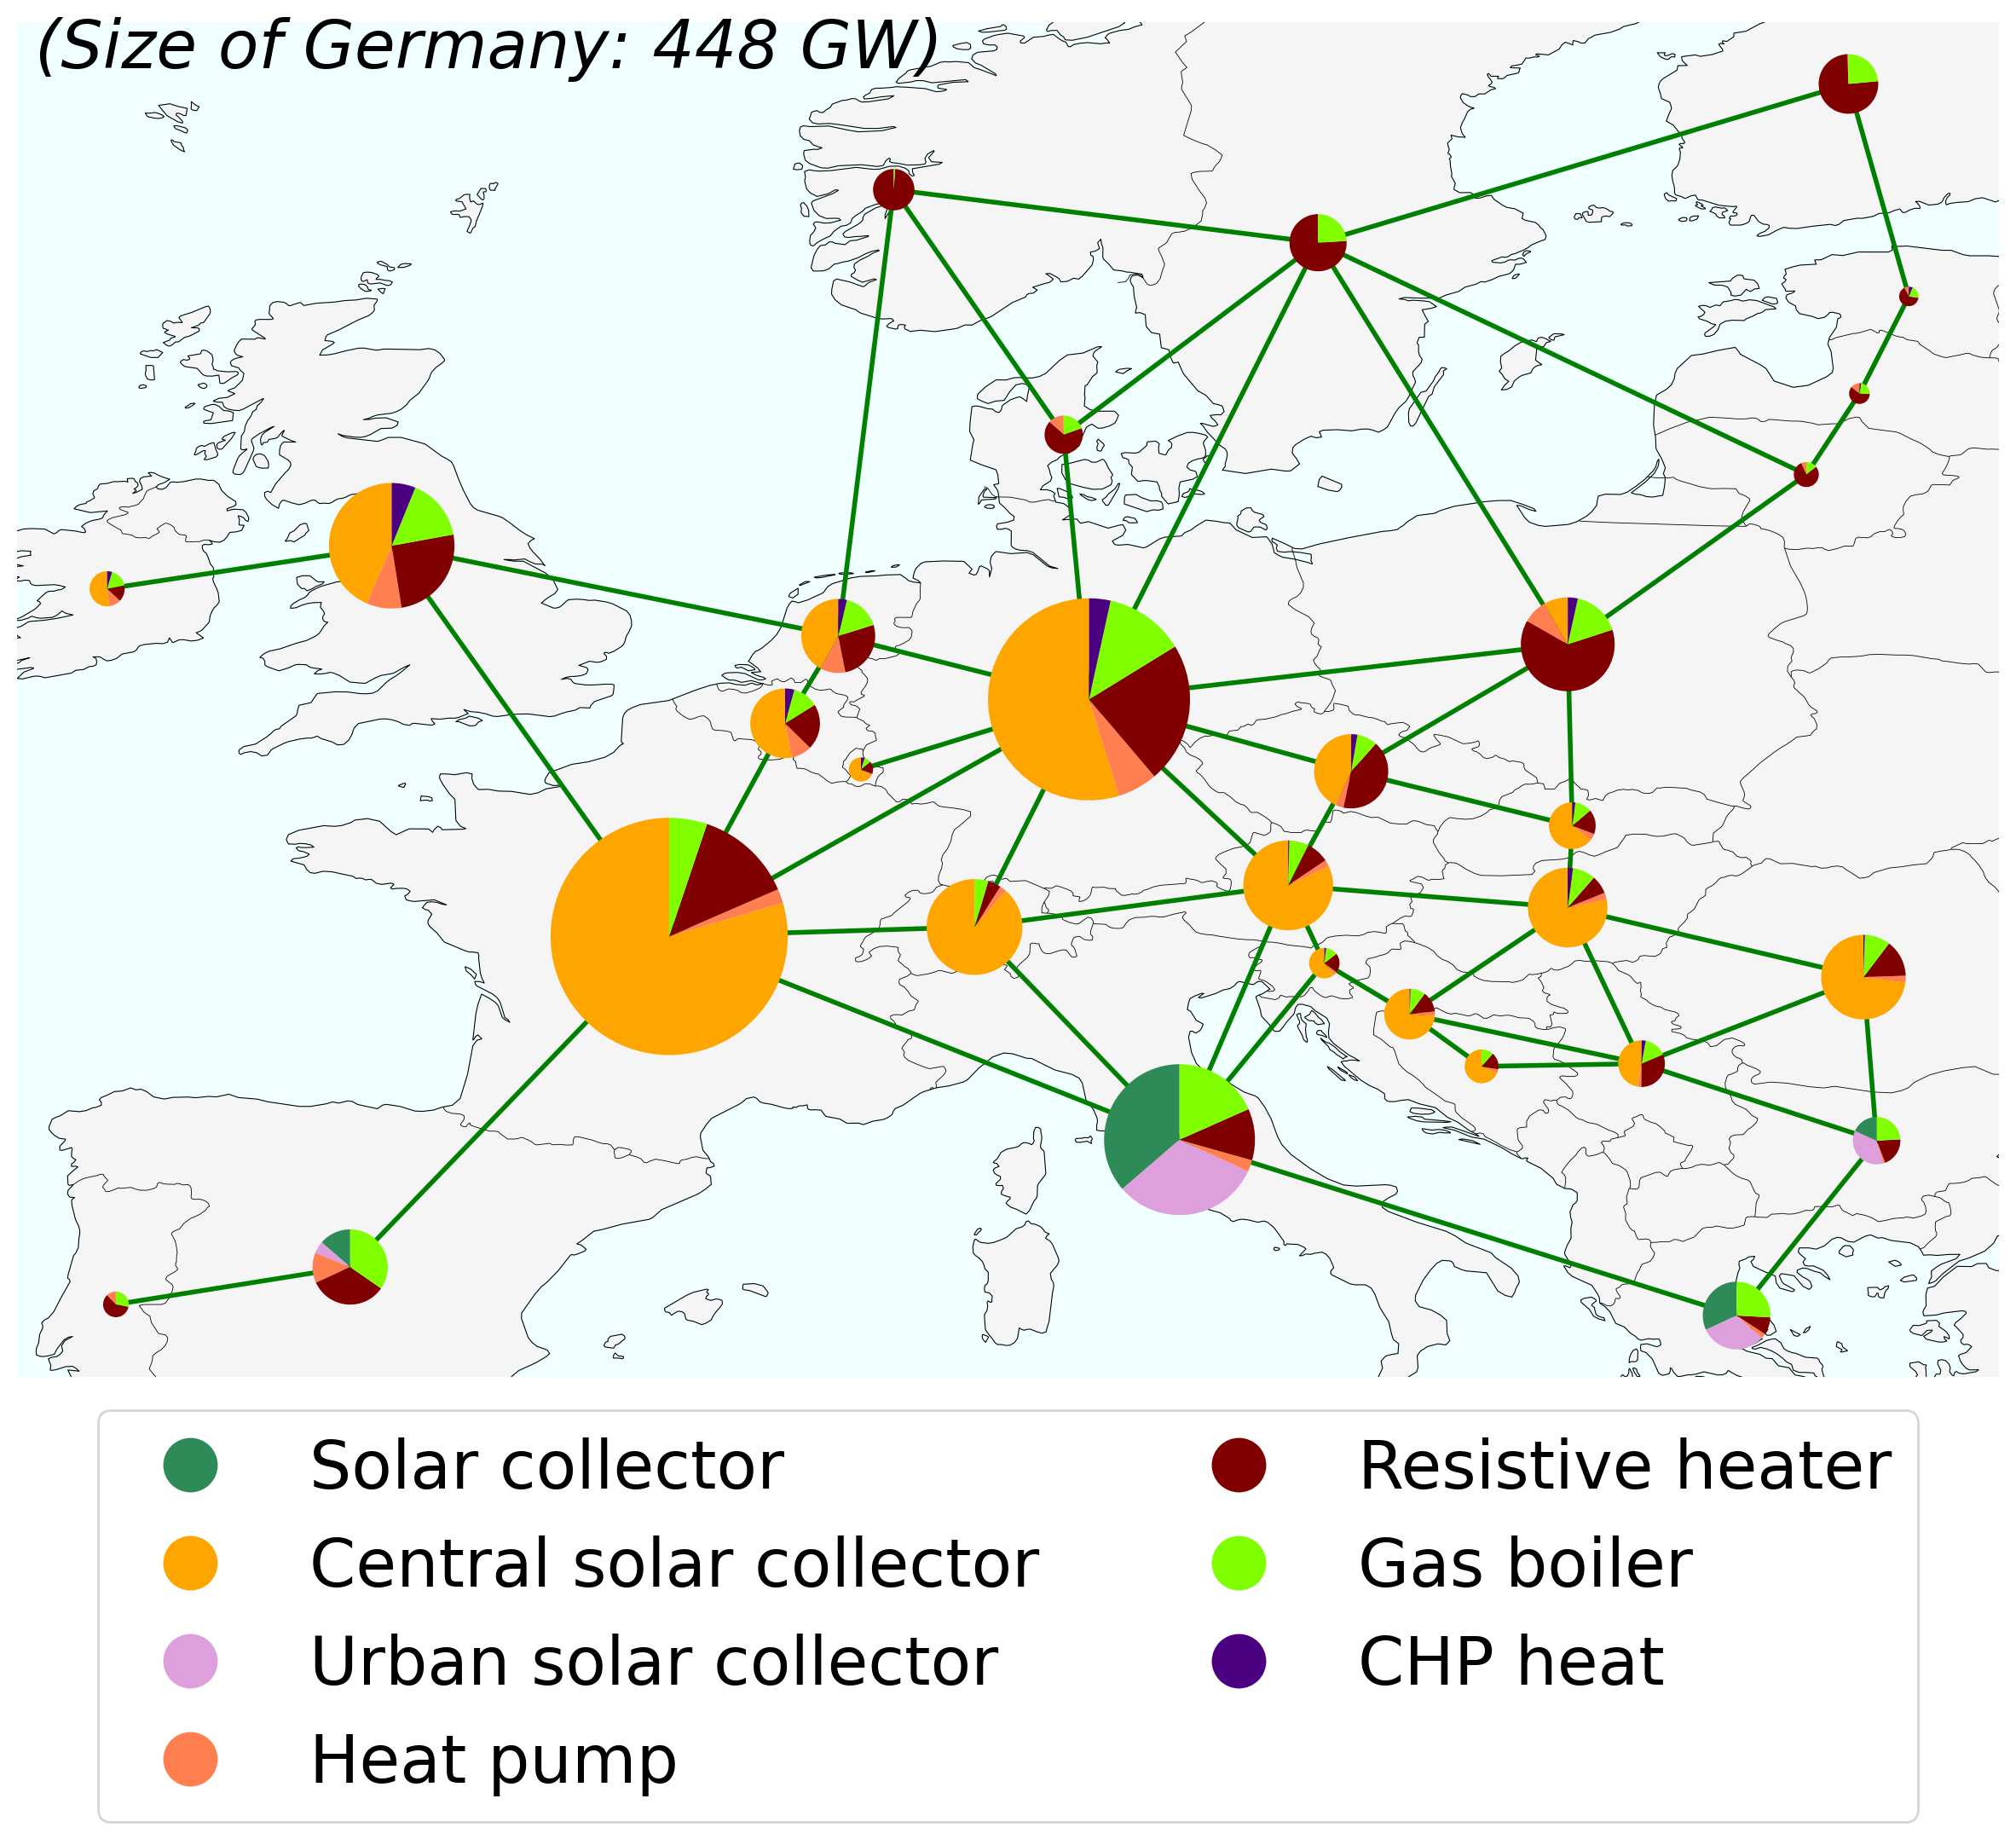 (Size of Germany: 448 GW)
Solar collector
Central solar collector
Urban solar collector
Heat pump
Resistive heater
Gas boiler
CHP heat